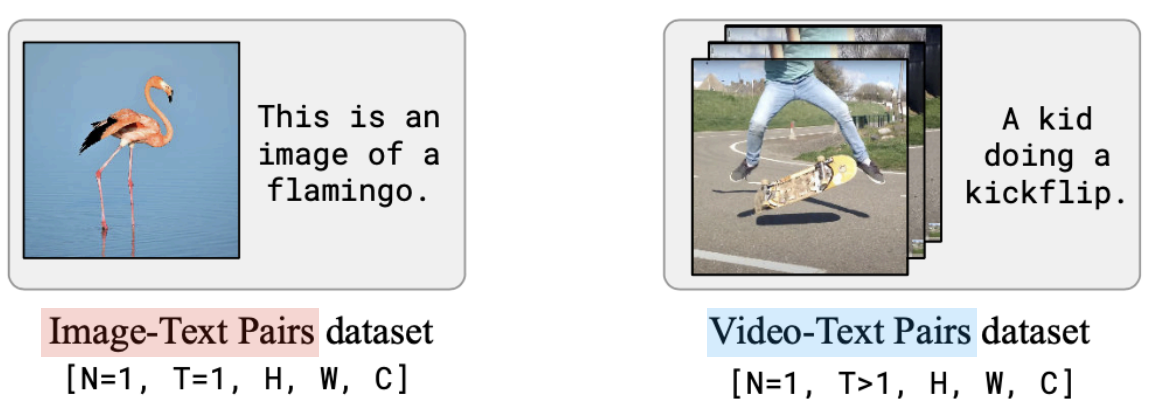 This is an
image of a
flamingo.
Image-Text Pairs dataset
[N=1, T=1, H, W, C]
A kid
doing a
kickflip.
Video-Text Pairs dataset
[N=1, T>1, H, W, C]